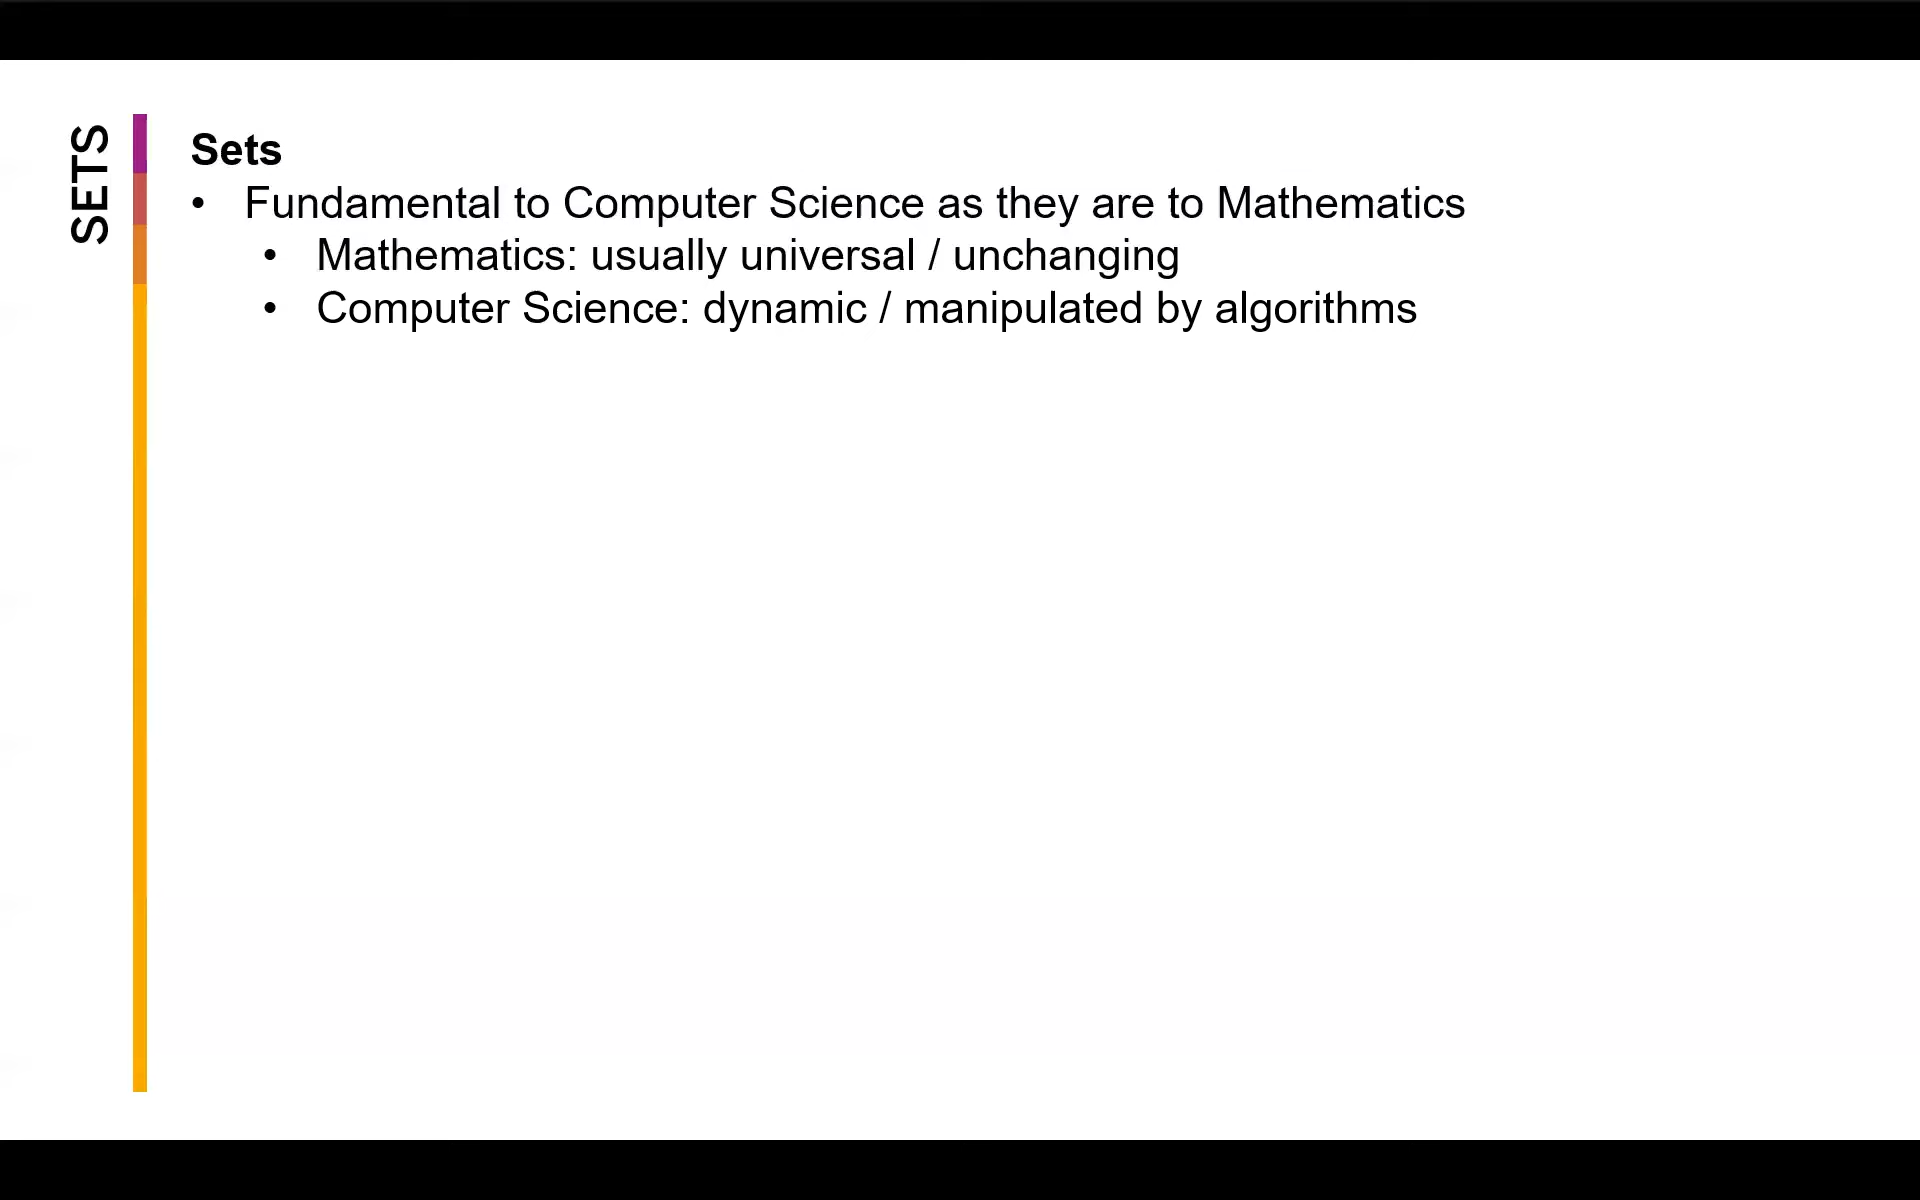 SETS
Sets
• Fundamental to Computer Science as they are to Mathematics
• Mathematics: usually universal / unchanging
• Computer Science: dynamic / manipulated by algorithms